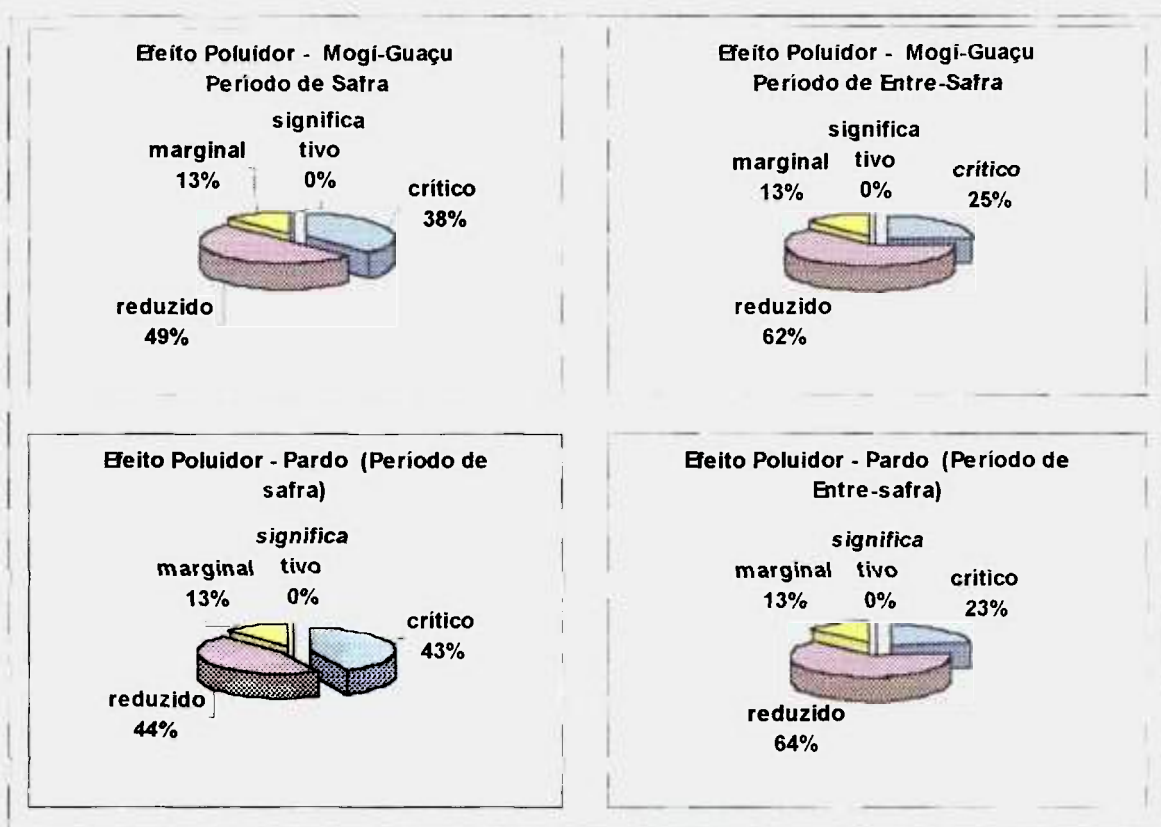 Efeito Poluidor - Mogi-Guaçu
Período de Safra
significa
tivo
0%
marginal
13%
crítico
38%
reduzido
49%
Efeito Poluidor - Mogi-Guaçu
Período de Entre-Safra
significa
tivo
0%
marginal
13%
crítico
25%
reduzido
62%
Efeito Poluidor - Pardo (Período de
safra)
significa
tivo
0%
marginal
13%
crítico
43%
reduzido
44%
Efeito Poluidor - Pardo (Período de
Entre-safra)
significa
tivo
0%
marginal
13%
crítico
23%
reduzido
64%